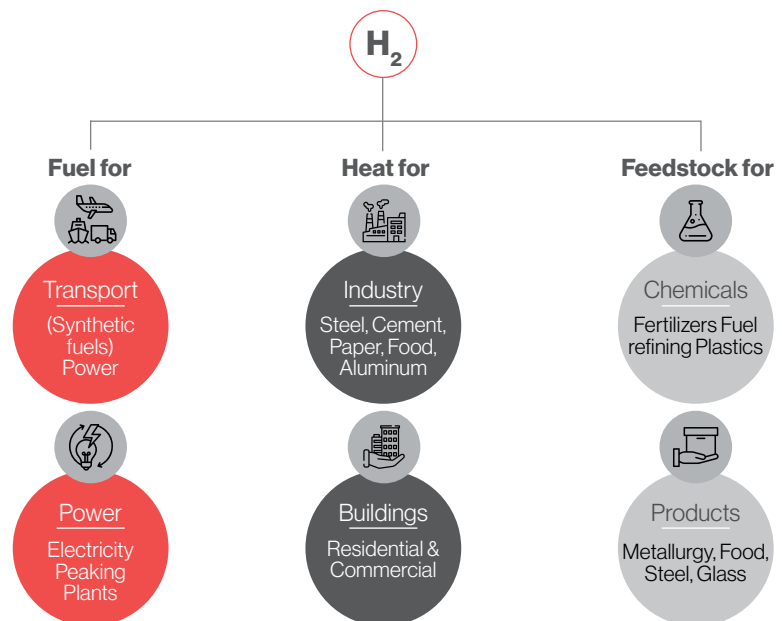 H₂
Fuel for
Heat for
Feedstock for
Transport
(Synthetic
fuels)
Power
Industry
Steel, Cement,
Paper, Food,
Aluminum
Chemicals
Fertilizers Fuel
refining Plastics
Power
Electricity
Peaking
Plants
Buildings
Residential &
Commercial
Products
Metallurgy, Food,
Steel, Glass